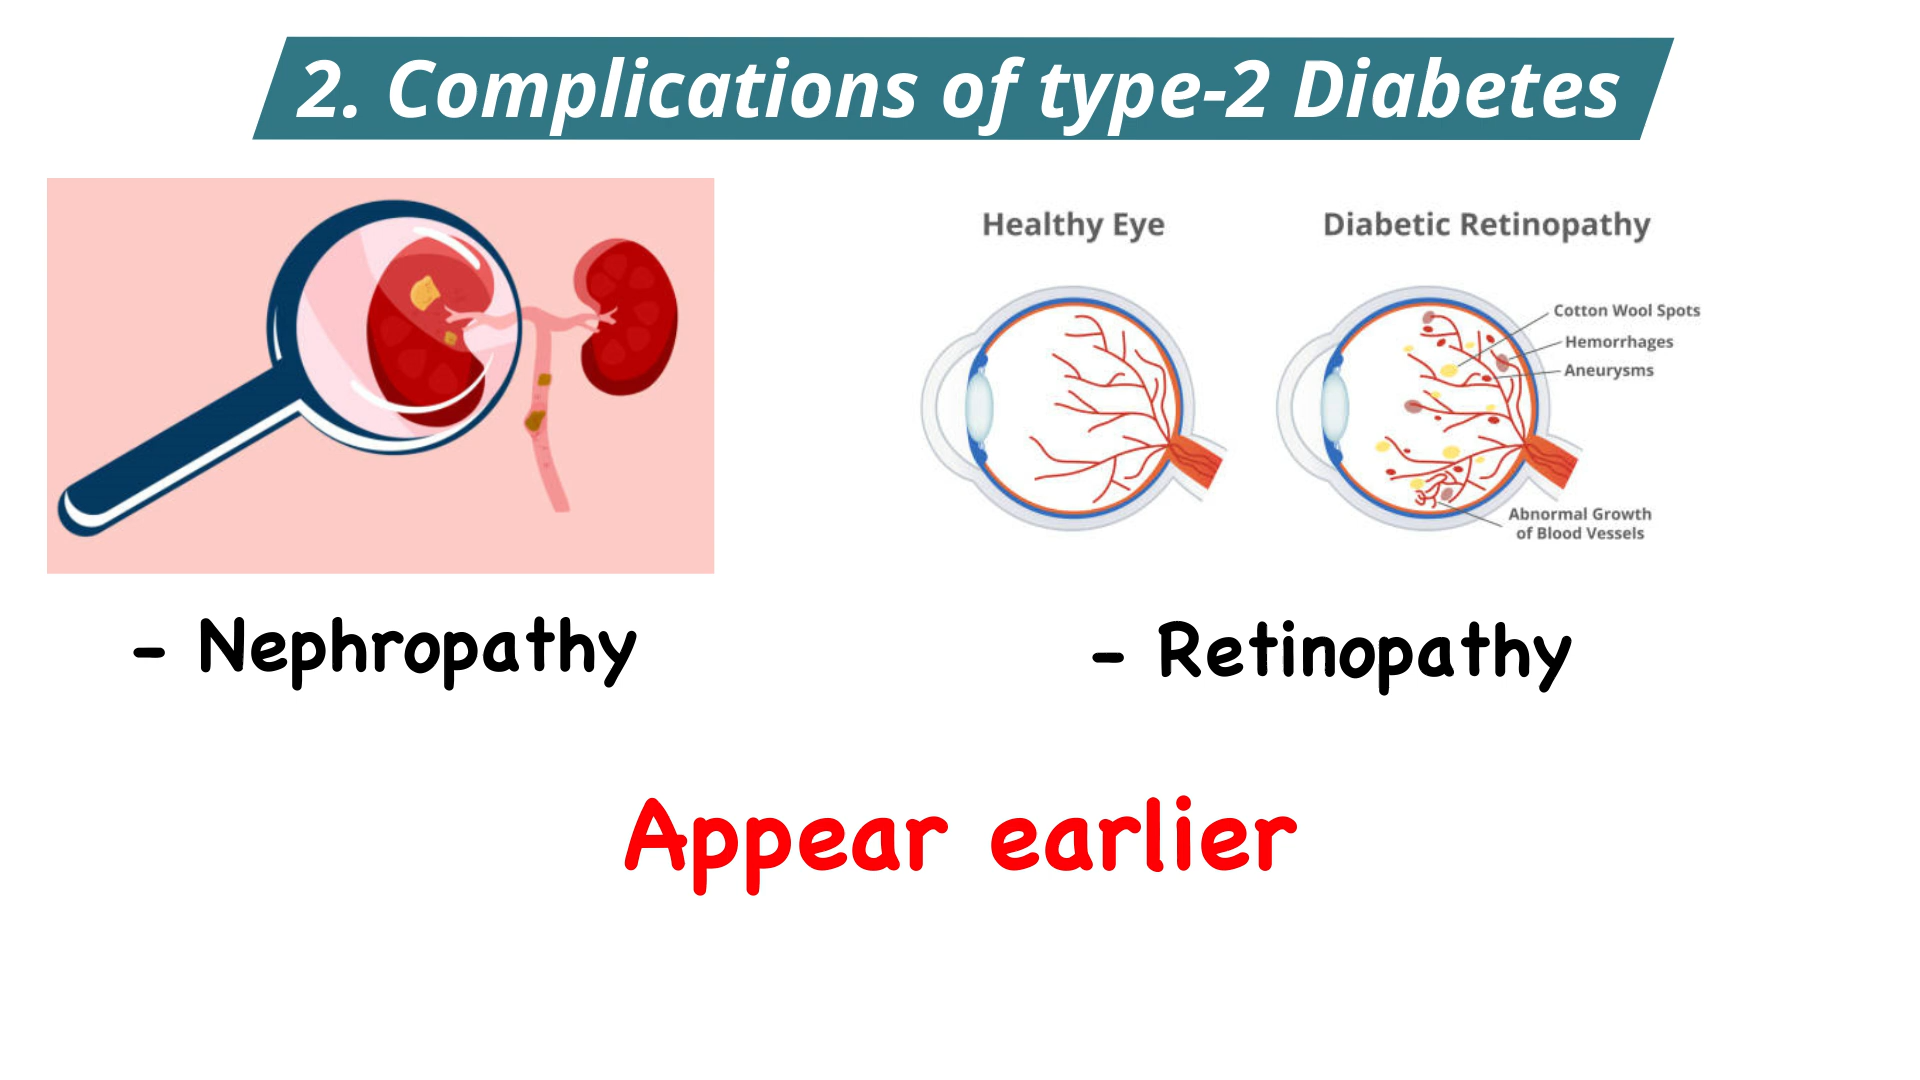 2. Complications of type-2 Diabetes
Healthy Eye
Diabetic Retinopathy
Cotton Wool Spots
Hemorrhages
Aneurysms
Abnormal Growth
of Blood Vessels
- Nephropathy
- Retinopathy
Appear earlier